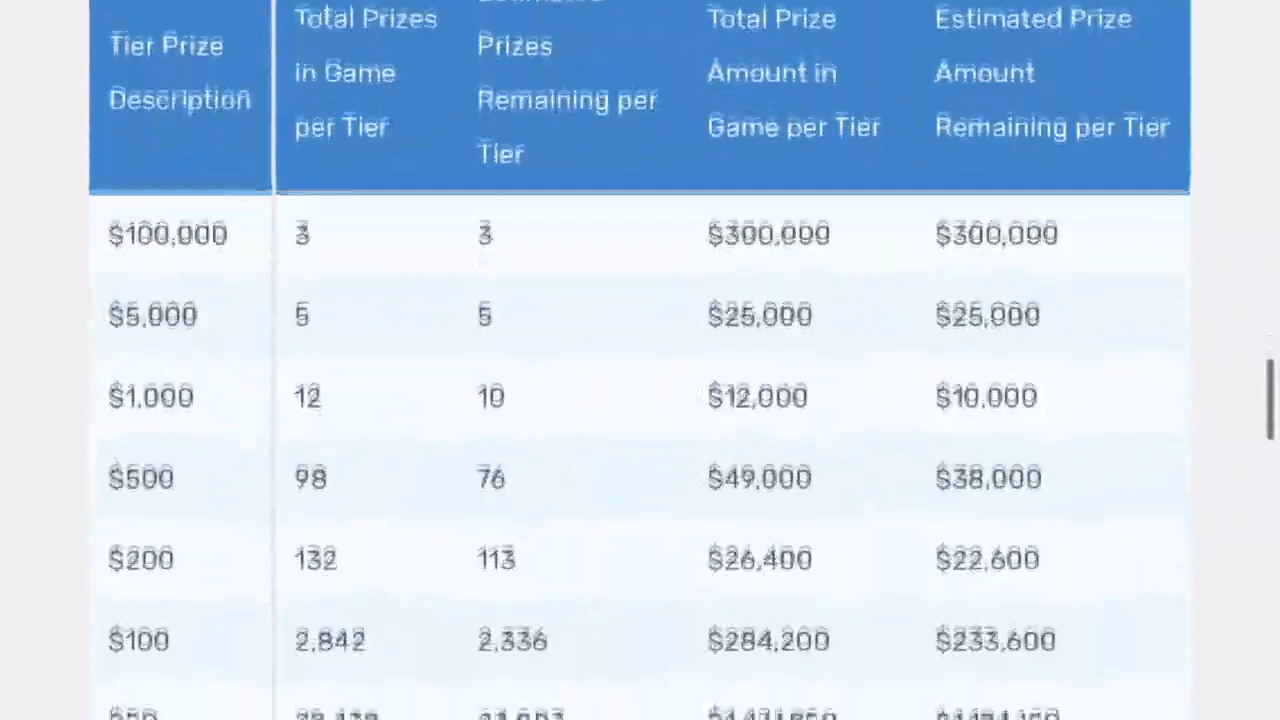 Tier Prize
Description
Total Prizes
in Game
per Tier
Prizes
Remaining per
Tier
Total Prize
Amount in
Game per Tier
Estimated Prize
Amount
Remaining per Tier
$100,000 3 3 $300,000 $300,000
$5,000 5 5 $25,000 $25,000
$1,000 12 10 $12,000 $10,000
$500 98 76 $49,000 $38,000
$200 132 113 $26,400 $22,600
$100 2,842 2,336 $284,200 $233,600